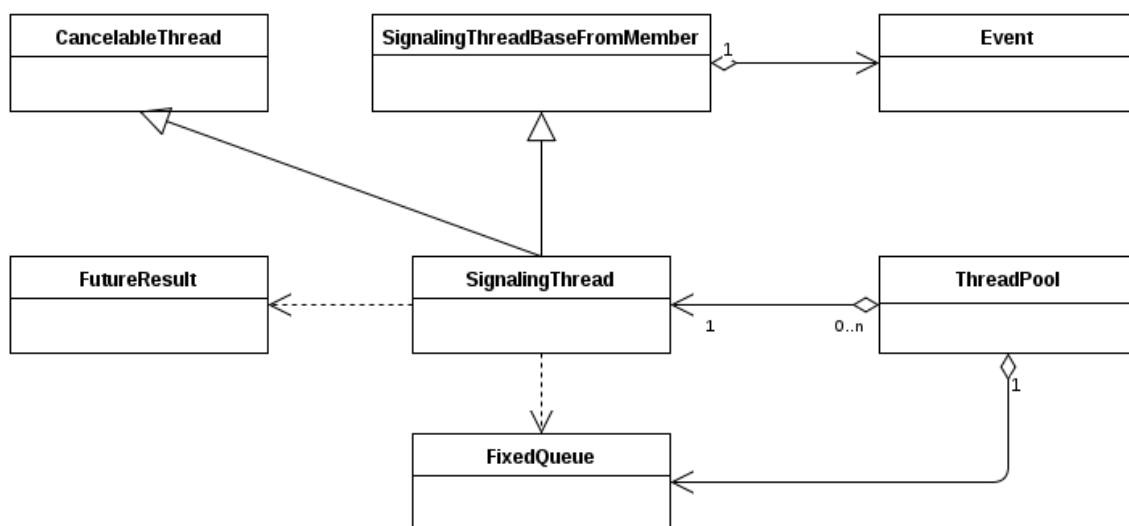 CancelableThread
SignalingThreadBaseFromMember
Event
1
FutureResult
SignalingThread
ThreadPool
1
0..n
1
FixedQueue